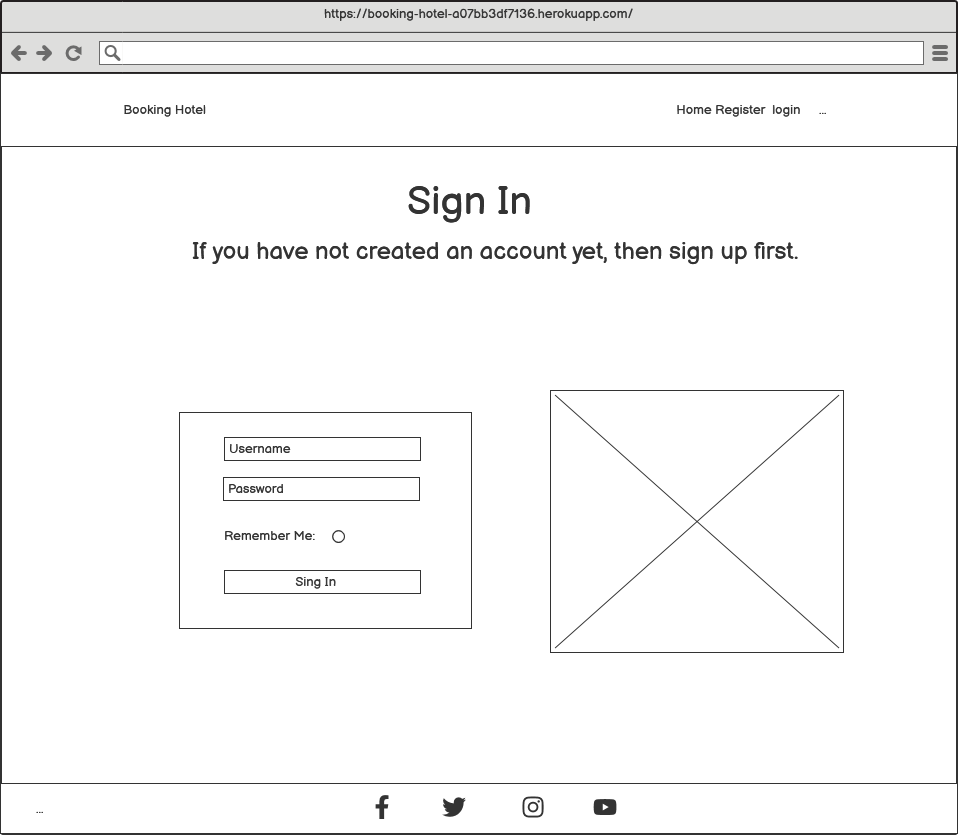 https://booking-hotel-a07bb3df7136.herokuapp.com/
Booking Hotel Home Register login ...
Sign In
If you have not created an account yet, then sign up first.
Username
Password
Remember Me:
Sing In
...